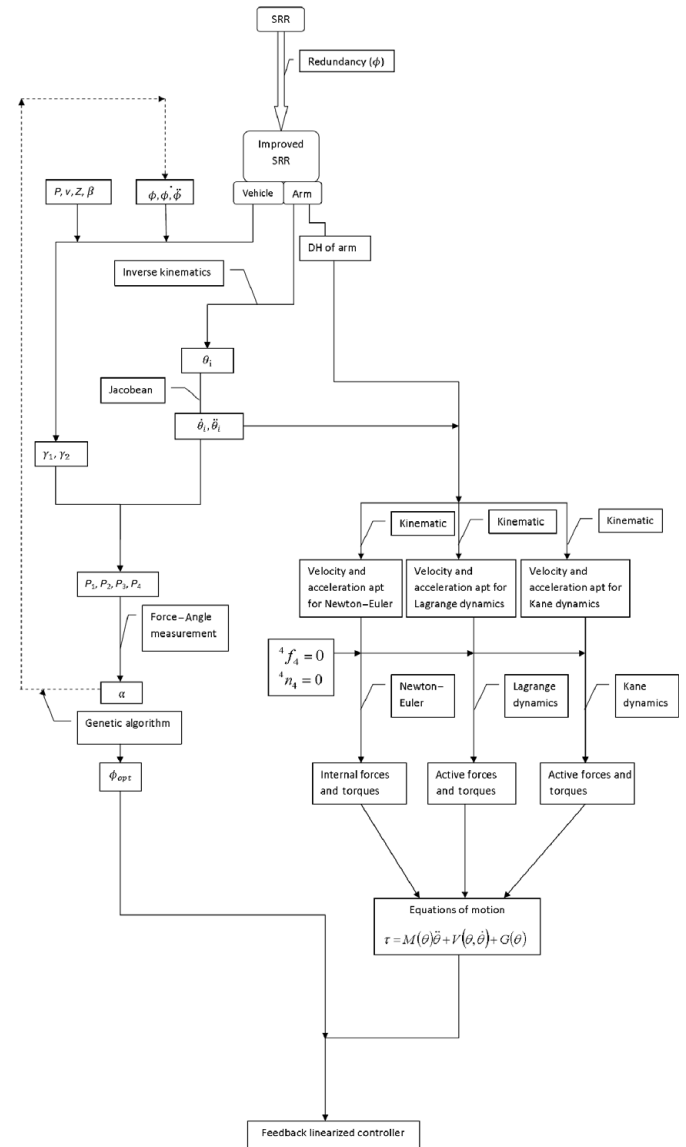 SRR
Redundancy (ϕ)
Improved
SRR
Vehicle
Arm
P, v, Z, β
ϕ, ϕ̇, ϕ̈
DH of arm
Inverse kinematics
θᵢ
Jacobean
θ̇ᵢ, θ̈ᵢ
γ₁, γ₂
Kinematic
Kinematic
Kinematic
Velocity and
acceleration apt
for Newton–Euler
Velocity and
acceleration apt for
Lagrange dynamics
Velocity and
acceleration apt for
Kane dynamics
P₁, P₂, P₃, P₄
Force–Angle
measurement
⁴f₄ = 0
⁴n₄ = 0
α
Newton–
Euler
Lagrange
dynamics
Kane
dynamics
Genetic algorithm
ϕₒₚₜ
Internal forces
and torques
Active forces
and torques
Active forces and
torques
Equations of motion
τ = M(θ)θ̈ + V(θ, θ̇) + G(θ)
Feedback linearized controller